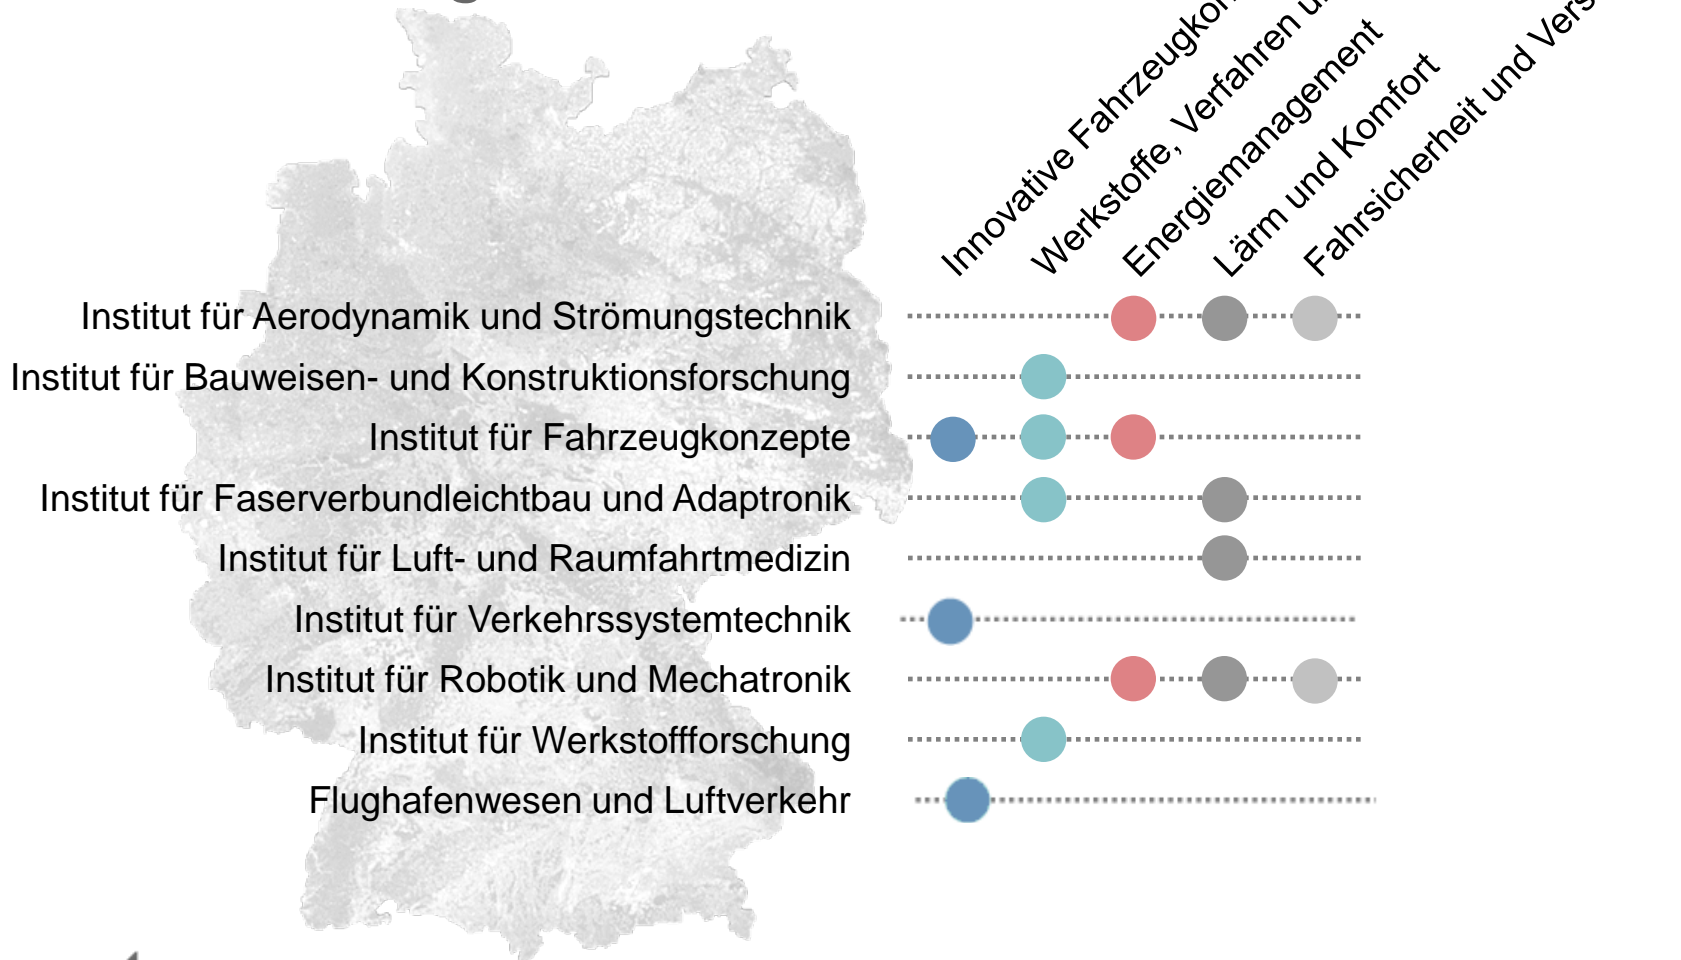 Innovative
Werkstoffe, Verfahren
Energiemanagement
Lärm und Komfort
Fahrsicherheit und
Institut für Aerodynamik und Strömungstechnik
Institut für Bauweisen- und Konstruktionsforschung
Institut für Fahrzeugkonzepte
Institut für Faserverbundleichtbau und Adaptronik
Institut für Luft- und Raumfahrtmedizin
Institut für Verkehrssystemtechnik
Institut für Robotik und Mechatronik
Institut für Werkstoffforschung
Flughafenwesen und Luftverkehr